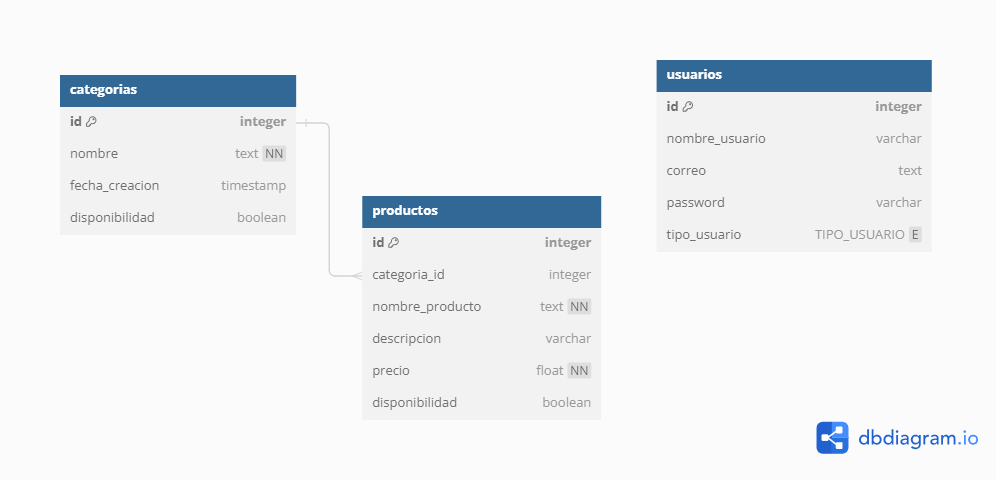 categorias
id integer
nombre text NN
fecha_creacion timestamp
disponibilidad boolean
productos
id integer
categoria_id integer
nombre_producto text NN
descripcion varchar
precio float NN
disponibilidad boolean
usuarios
id integer
nombre_usuario varchar
correo text
password varchar
tipo_usuario TIPO_USUARIO E
dbdiagram.io